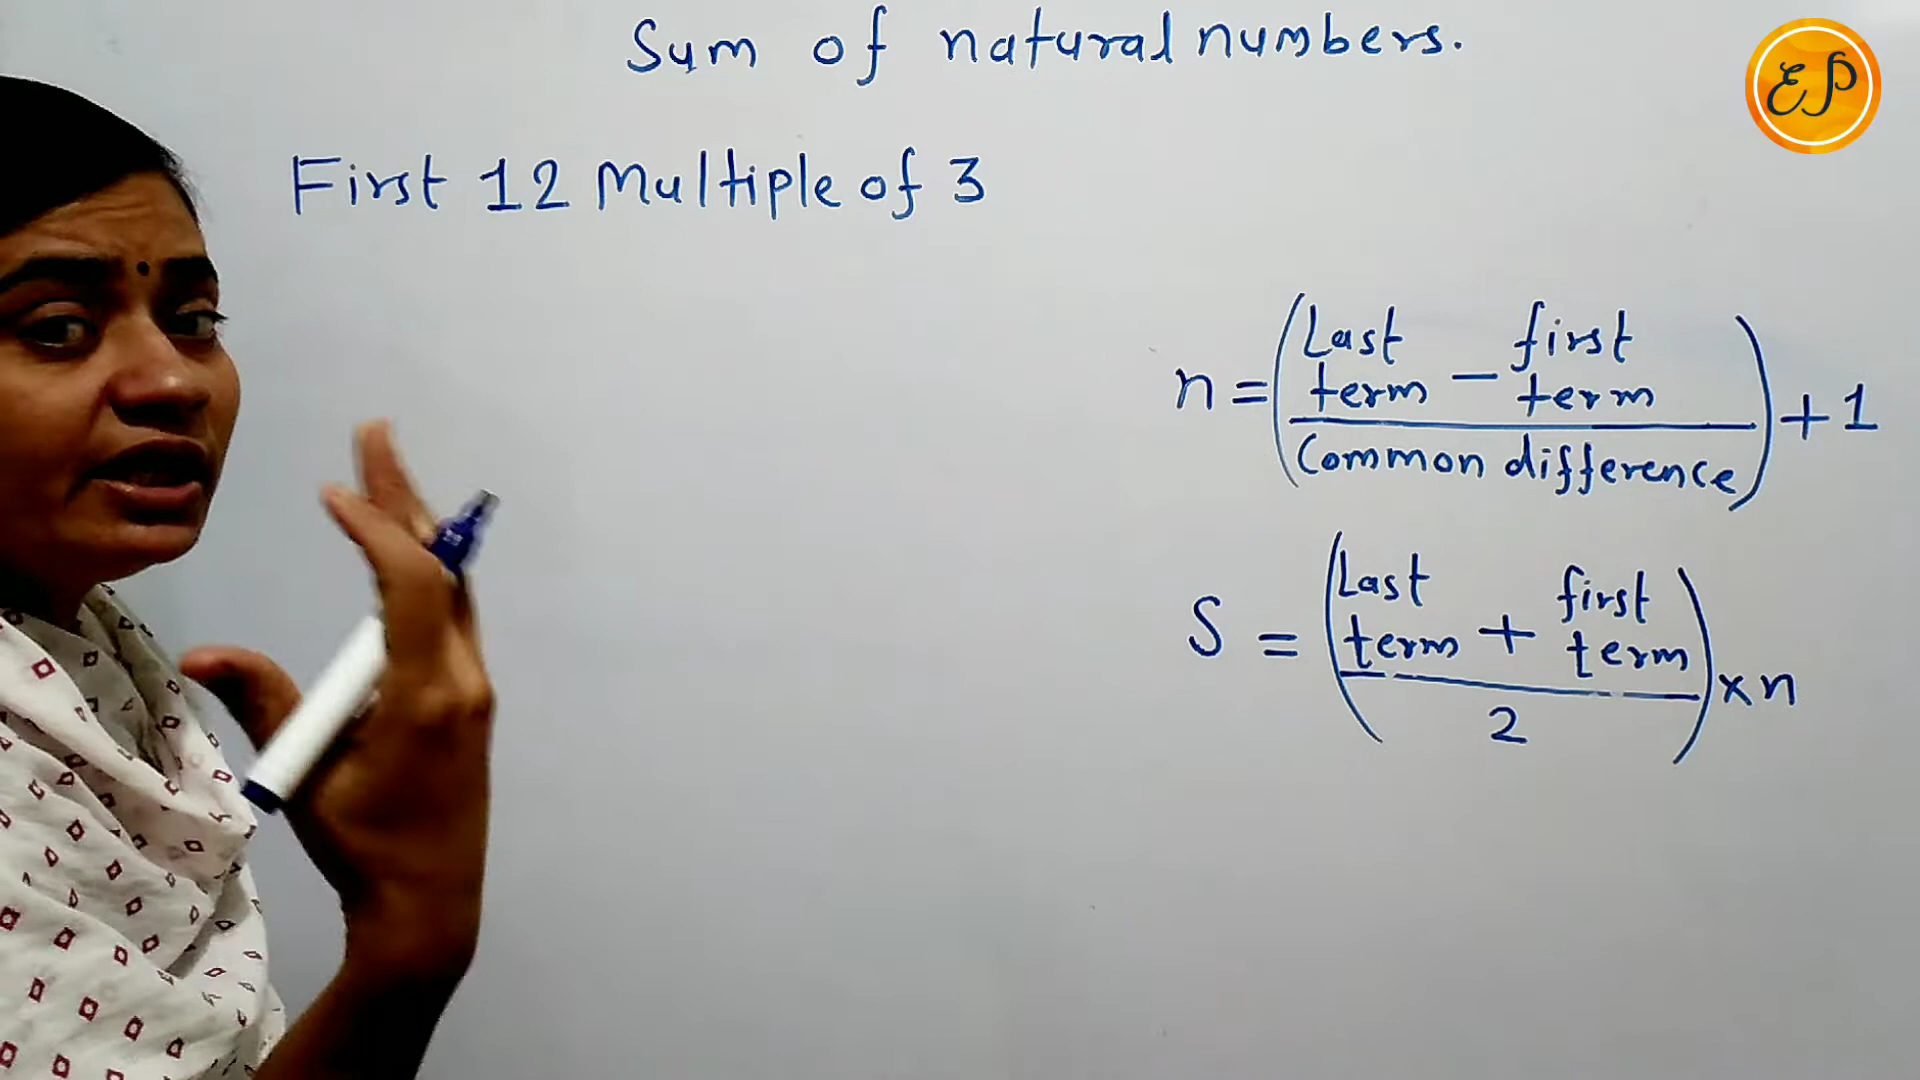 Sum of natural numbers.
EP
First 12 Multiple of 3
n = (Last term - first term / Common difference) + 1
S = (Last term + first term / 2) x n